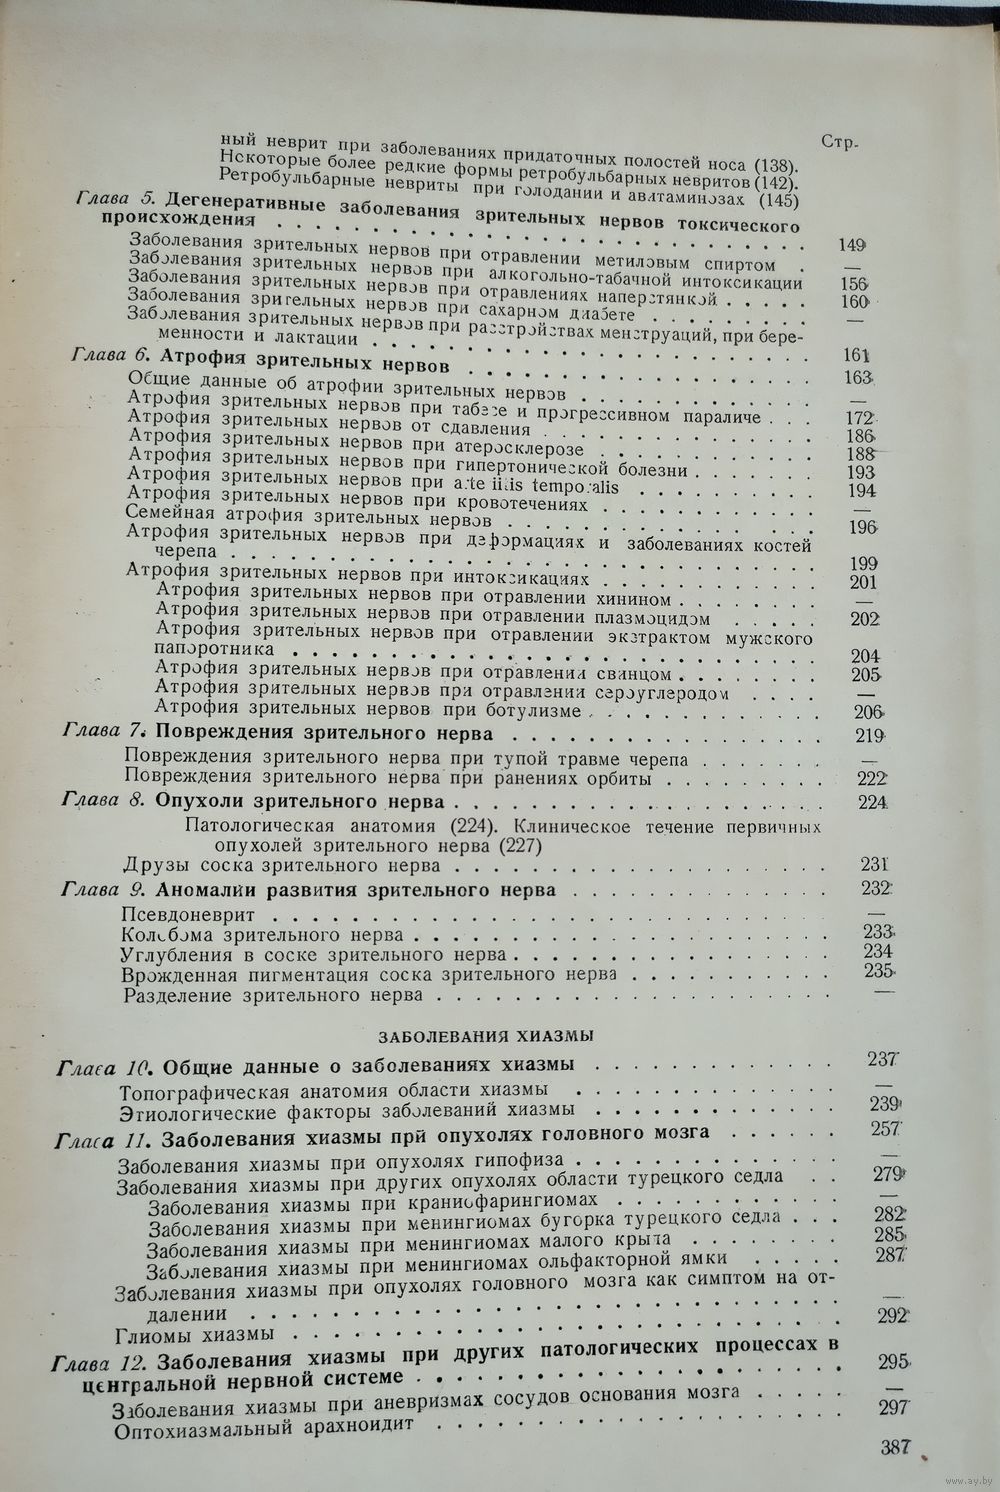 Стр.
ный неврит при заболеваниях придаточных полостей носа (138).
Некоторые более редкие формы ретробульбарных невритов (142).
Ретробульбарные невриты при голодании и авитаминозах (145)
Глава 5. Дегенеративные заболевания зрительных нервов токсического
происхождения . . . . . . . . . . 149
Заболевания зрительных нервов при отравлении метиловым спиртом . —
Заболевания зрительных нервов при алкогольно-табачной интоксикации 156
Заболевания зрительных нервов при отравлениях наперстянкой . . . . . 160
Заболевания зрительных нервов при сахарном диабете . . . . . . . . —
Заболевания зрительных нервов при расстройствах менструаций, при бере-
менности и лактации . . . . . . . . . . 161
Глава 6. Атрофия зрительных нервов . . . . . . . . . . 163
Общие данные об атрофии зрительных нервов . . . . . . . . . . —
Атрофия зрительных нервов при табесе и прогрессивном параличе . . . 172
Атрофия зрительных нервов от сдавления . . . . . . . . . . 186
Атрофия зрительных нервов при атеросклерозе . . . . . . . . . . 188
Атрофия зрительных нервов при гипертонической болезни . . . . . . . 193
Атрофия зрительных нервов при arteriitis temporalis . . . . . . . . . 194
Атрофия зрительных нервов при кровотечениях . . . . . . . . . . —
Семейная атрофия зрительных нервов . . . . . . . . . . 196
Атрофия зрительных нервов при деформациях и заболеваниях костей
черепа . . . . . . . . . . 199
Атрофия зрительных нервов при интоксикациях . . . . . . . . . . 201
Атрофия зрительных нервов при отравлении хинином . . . . . . . . —
Атрофия зрительных нервов при отравлении плазмоцидом . . . . . 202
Атрофия зрительных нервов при отравлении экстрактом мужского
папоротника . . . . . . . . . . 204
Атрофия зрительных нервов при отравлении свинцом . . . . . . . . 205
Атрофия зрительных нервов при отравлении сероуглеродом . . . . —
Атрофия зрительных нервов при ботулизме . . . . . . . . . . 206
Глава 7. Повреждения зрительного нерва . . . . . . . . . . 219
Повреждения зрительного нерва при тупой травме черепа . . . . . . . —
Повреждения зрительного нерва при ранениях орбиты . . . . . . . . . 222
Глава 8. Опухоли зрительного нерва . . . . . . . . . . 224
Патологическая анатомия (224). Клиническое течение первичных
опухолей зрительного нерва (227)
Друзы соска зрительного нерва . . . . . . . . . . 231
Глава 9. Аномалии развития зрительного нерва . . . . . . . . . . 232
Псевдоневрит . . . . . . . . . . —
Колобома зрительного нерва . . . . . . . . . . 233
Углубления в соске зрительного нерва . . . . . . . . . . 234
Врожденная пигментация соска зрительного нерва . . . . . . . . . . 235
Разделение зрительного нерва . . . . . . . . . . —
ЗАБОЛЕВАНИЯ ХИАЗМЫ
Глава 10. Общие данные о заболеваниях хиазмы . . . . . . . . . . 237
Топографическая анатомия области хиазмы . . . . . . . . . . —
Этиологические факторы заболеваний хиазмы . . . . . . . . . . 239
Глава 11. Заболевания хиазмы при опухолях головного мозга . . . . . . 257
Заболевания хиазмы при опухолях гипофиза . . . . . . . . . . —
Заболевания хиазмы при других опухолях области турецкого седла . . 279
Заболевания хиазмы при краниофарингиомах . . . . . . . . . . —
Заболевания хиазмы при менингиомах бугорка турецкого седла . . . 282
Заболевания хиазмы при менингиомах малого крыла . . . . . . . . 285
Заболевания хиазмы при менингиомах ольфакторной ямки . . . . . 287
Заболевания хиазмы при опухолях головного мозга как симптом на от-
далении . . . . . . . . . . —
Глиомы хиазмы . . . . . . . . . . 292
Глава 12. Заболевания хиазмы при других патологических процессах в
центральной нервной системе . . . . . . . . . . 295
Заболевания хиазмы при аневризмах сосудов основания мозга . . . . . —
Оптохиазмальный арахноидит . . . . . . . . . . 297
387
www.ay.by